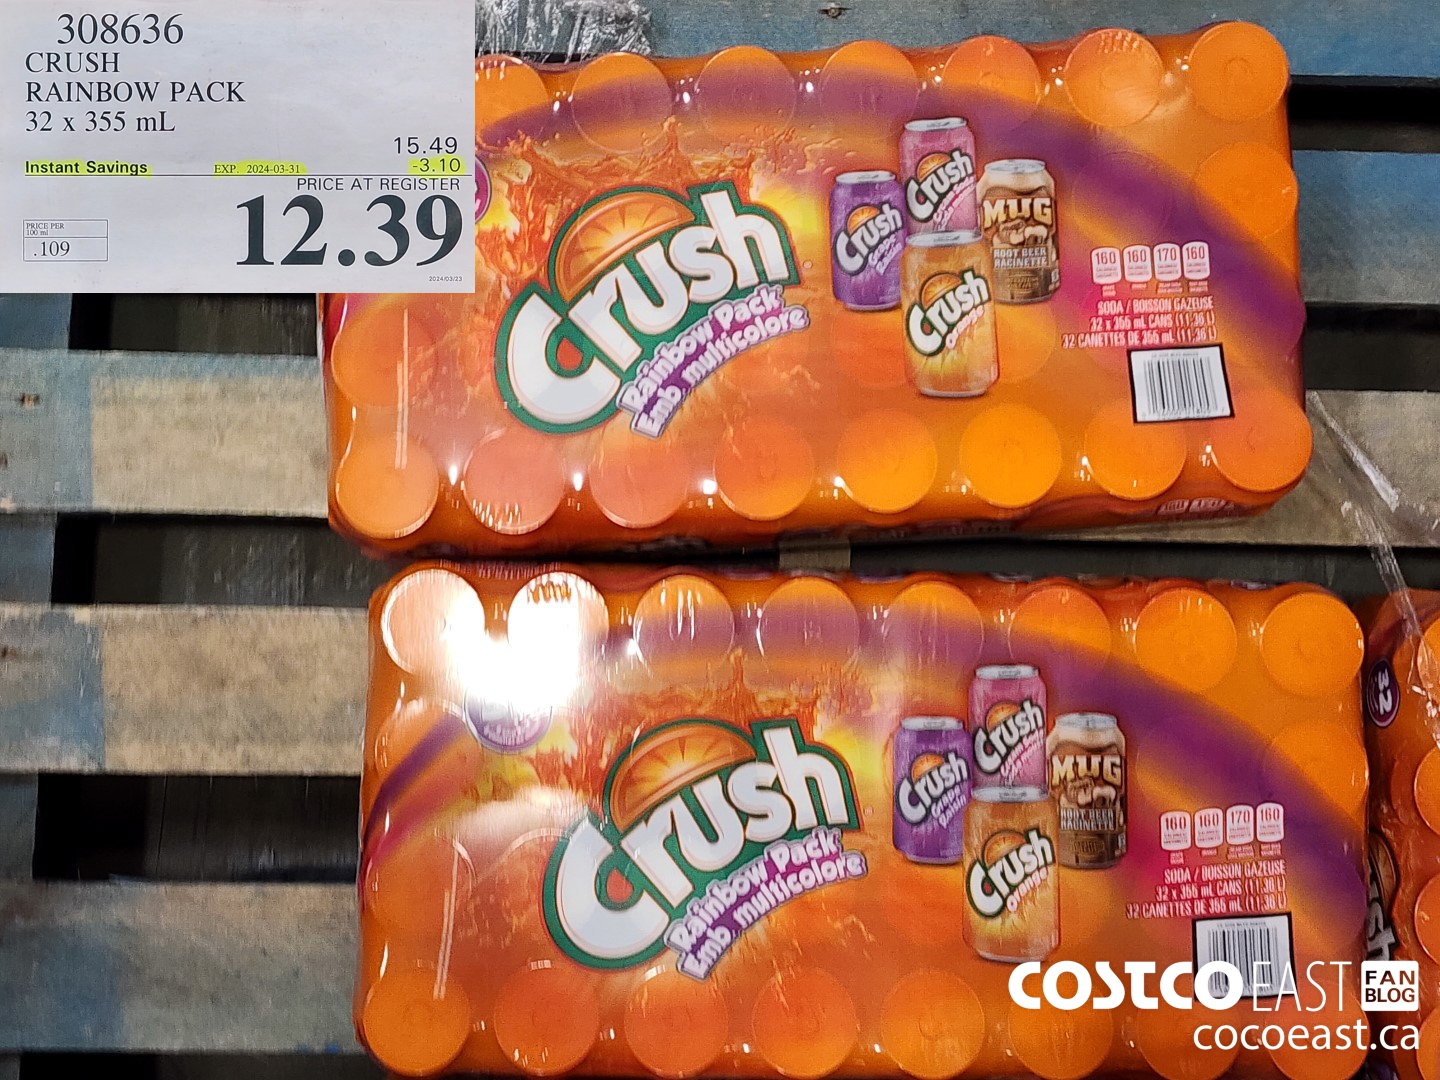 308636
CRUSH
RAINBOW PACK
32 x 355 mL
15.49
Instant Savings EXP. 2024-03-31 -3.10
PRICE AT REGISTER
12.39
PRICE PER
100 ml
.109
2024/03/23
Crush
Rainbow Pack
Emb. multicolore
Crush
Crush
MUG
ROOT BEER
RACINETTE
Crush
Orange
160 160 170 160
SODA / BOISSON GAZEUSE
32 x 355 mL CANS (11,36 L)
32 CANETTES DE 355 mL (11,36 L)
Crush
Rainbow Pack
Emb. multicolore
Crush
Grape
Raisin
Crush
MUG
ROOT BEER
RACINETTE
Crush
Orange
160 160 170 160
SODA / BOISSON GAZEUSE
32 x 355 mL CANS (11,36 L)
32 CANETTES DE 355 mL (11,36 L)
32
COSTCO EAST FAN BLOG
cocoeast.ca